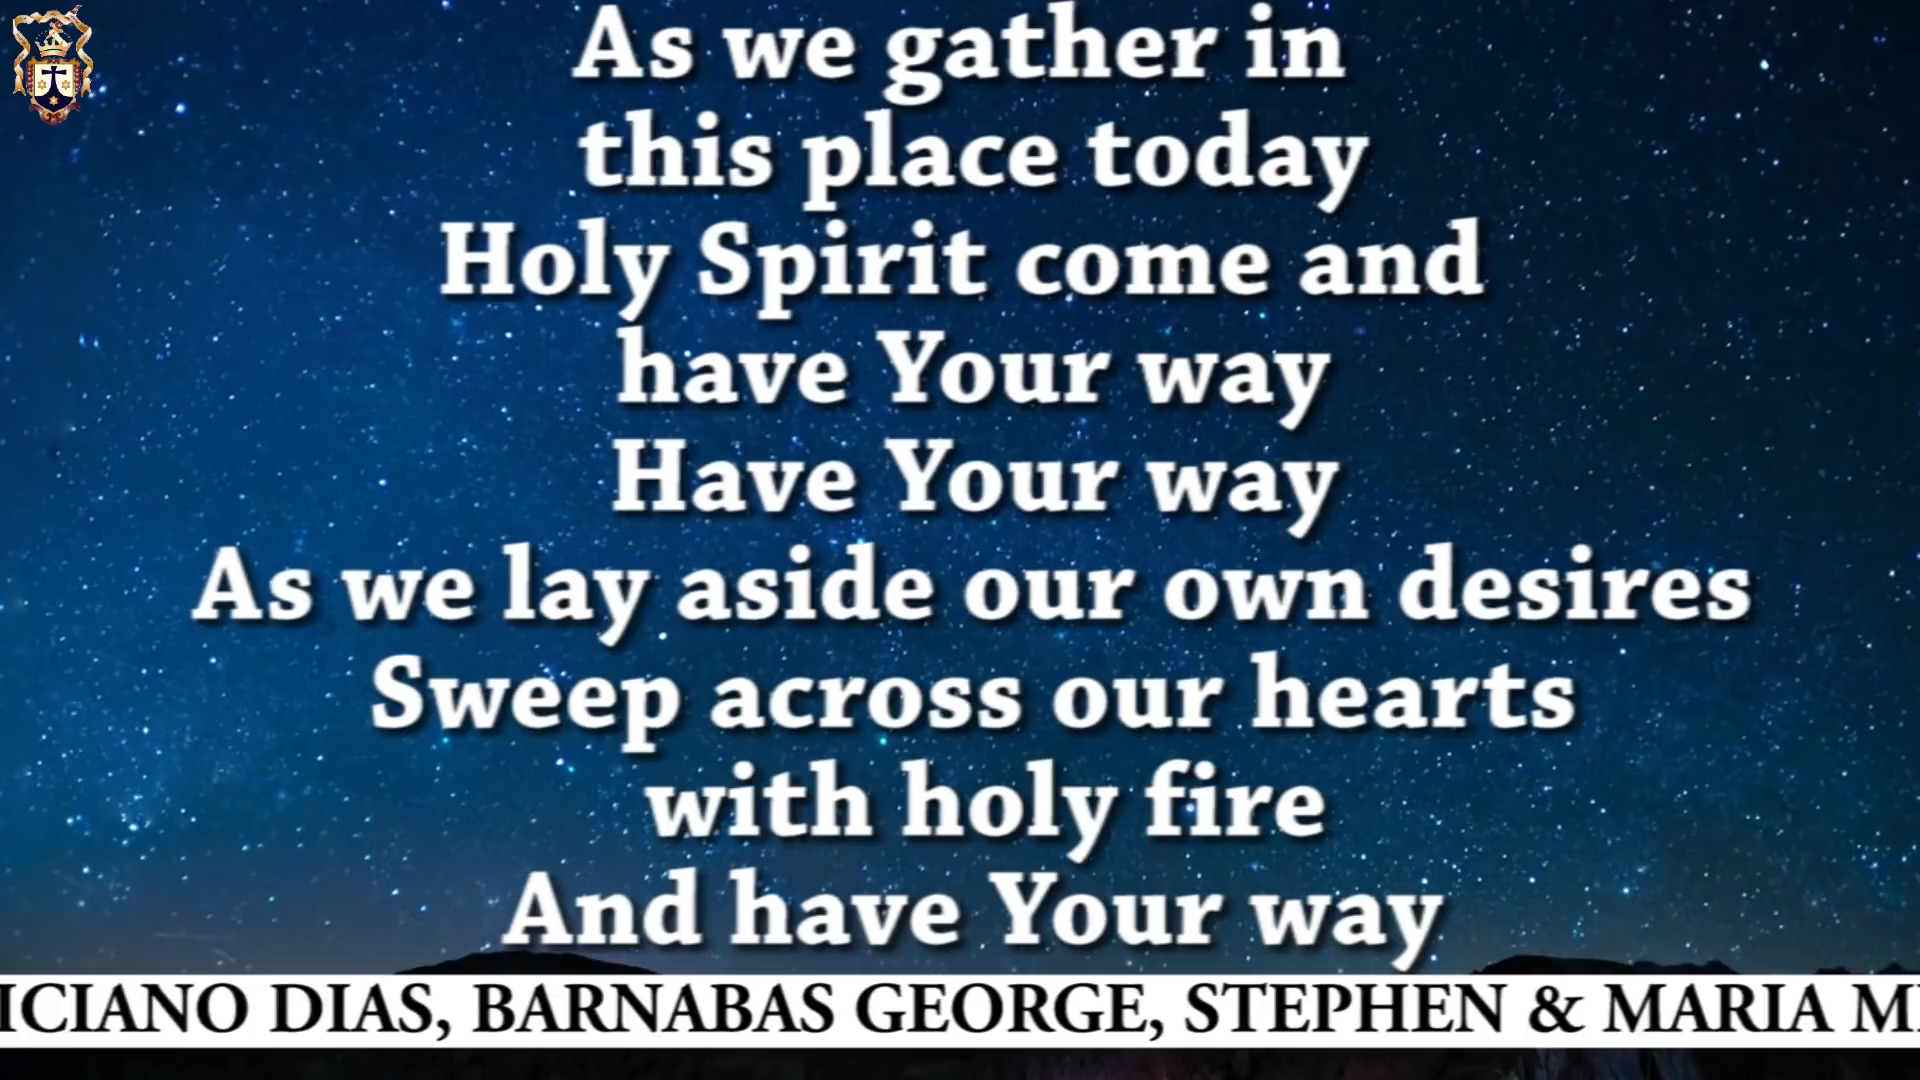 As we gather in
this place today
Holy Spirit come and
have Your way
Have Your way
As we lay aside our own desires
Sweep across our hearts
with holy fire
And have Your way
ICIANO DIAS, BARNABAS GEORGE, STEPHEN & MARIA M